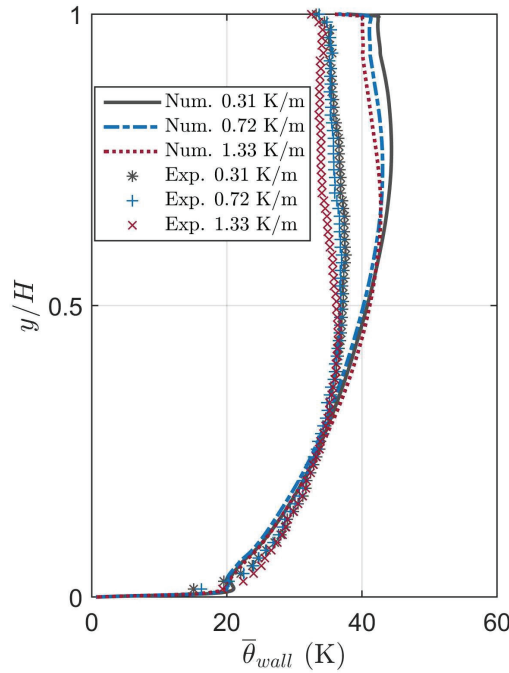 1
Num. 0.31 K/m
Num. 0.72 K/m
Num. 1.33 K/m
Exp. 0.31 K/m
Exp. 0.72 K/m
Exp. 1.33 K/m
y/H
0.5
0
0 20 40 60
θ̅_wall (K)